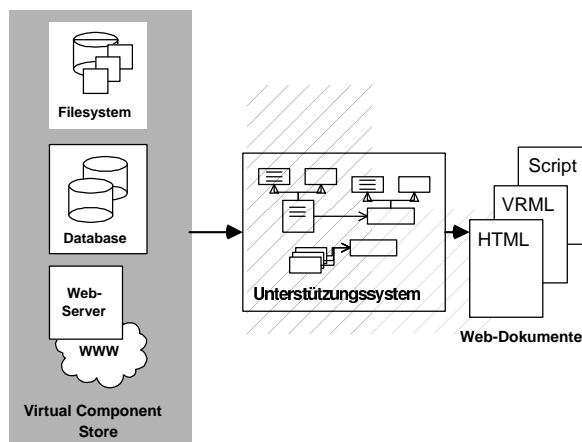 Filesystem
Database
Web-
Server
WWW
Virtual Component
Store
Unterstützungssystem
Script
VRML
HTML
Web-Dokumente